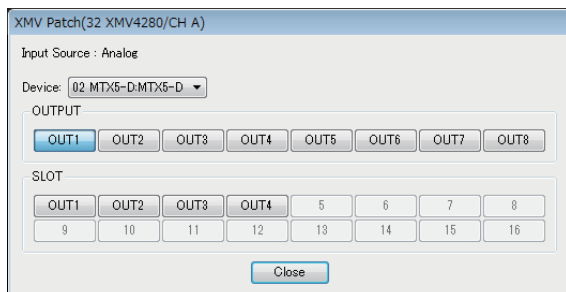 XMV Patch(32 XMV4280/CH A)
Input Source : Analog
Device: 02 MTX5-D:MTX5-D
OUTPUT
OUT1 OUT2 OUT3 OUT4 OUT5 OUT6 OUT7 OUT8
SLOT
OUT1 OUT2 OUT3 OUT4 5 6 7 8
9 10 11 12 13 14 15 16
Close